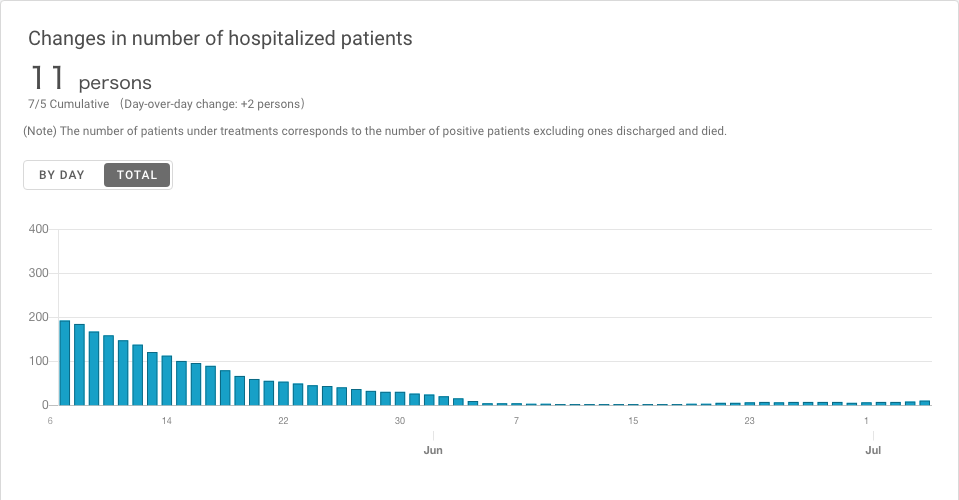 Changes in number of hospitalized patients
11 persons
7/5 Cumulative (Day-over-day change: +2 persons)
(Note) The number of patients under treatments corresponds to the number of positive patients excluding ones discharged and died.
BY DAY TOTAL
400
300
200
100
0
6 14 22 30 7 15 23 1
Jun Jul